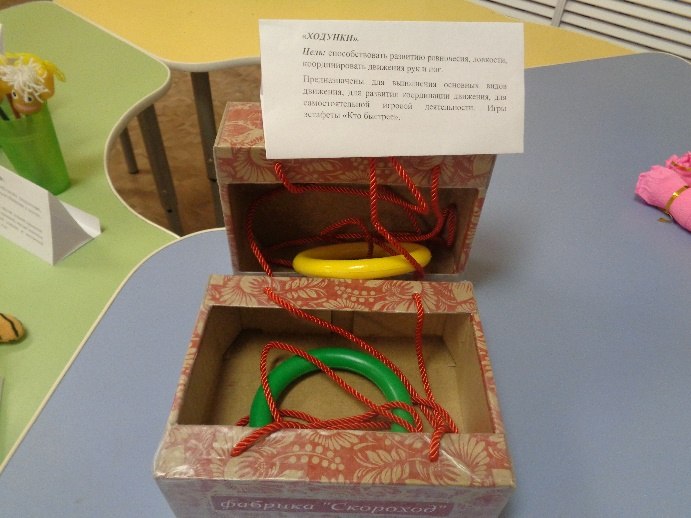 «ХОДУНКИ».
Цель: способствовать развитию равновесия, ловкости,
координировать движения рук и ног.
Предназначены для выполнения основных видов
движения, для развития координации движения, для
самостоятельной игровой деятельности. Игры
эстафеты «Кто быстрее».
фабрика "Скороход"